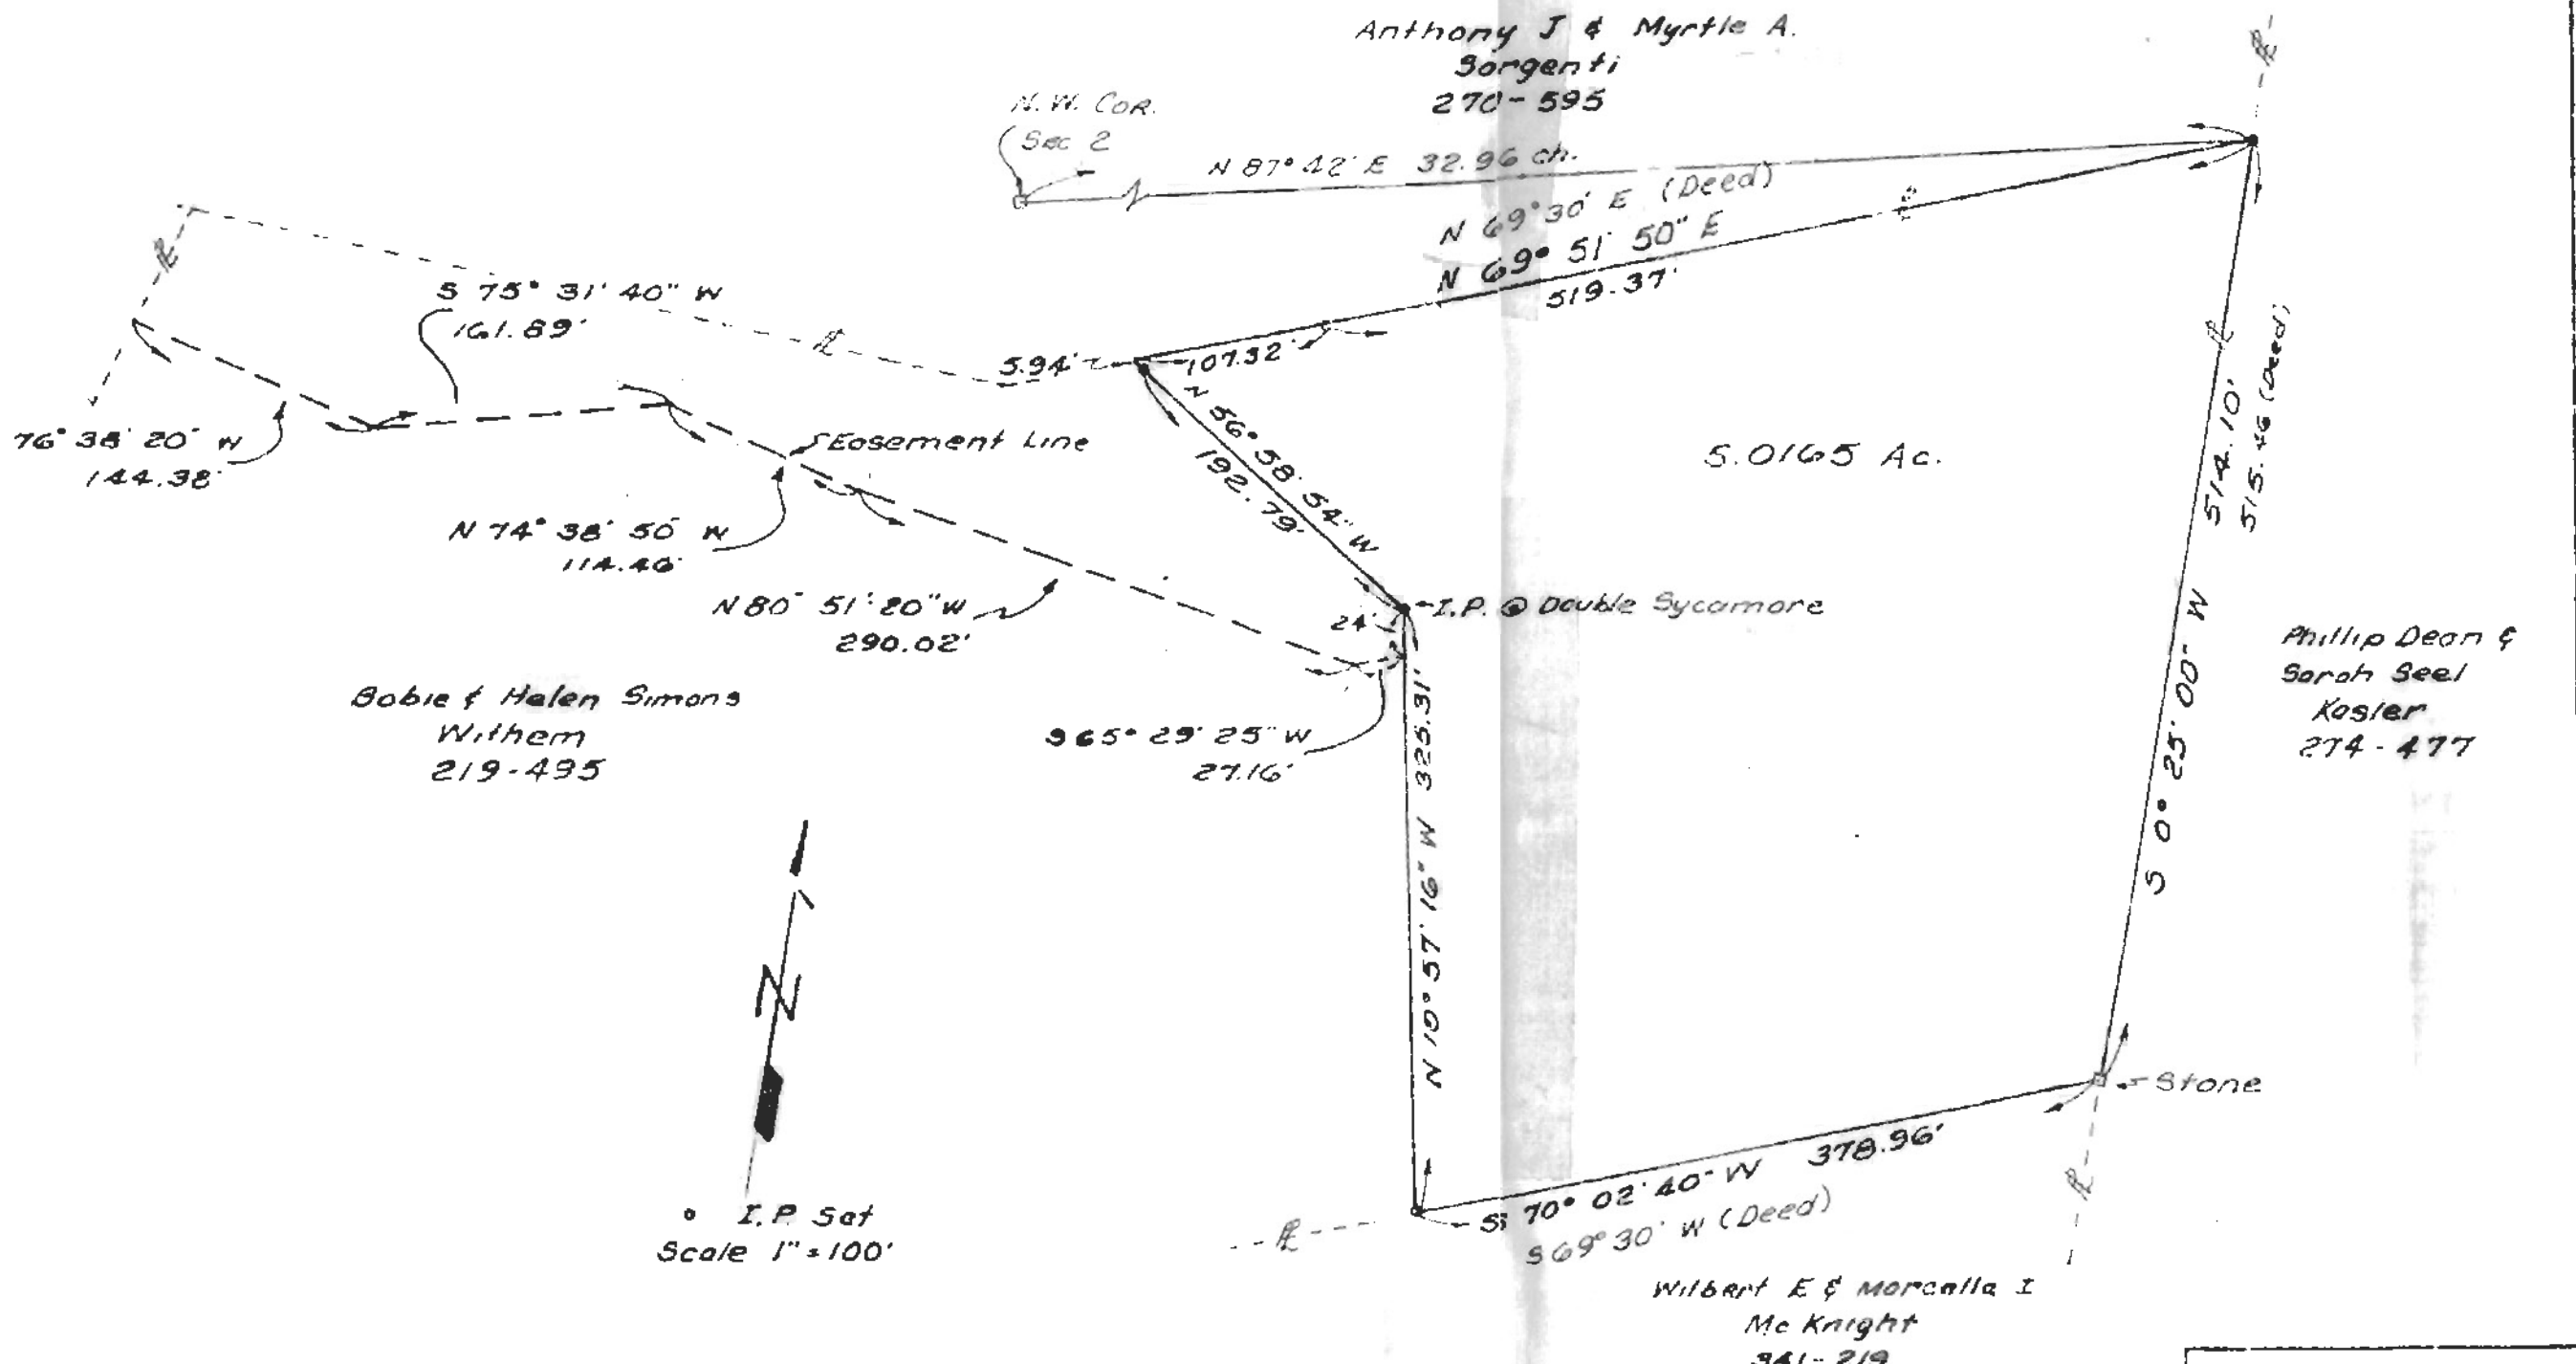 Anthony J & Myrtle A.
Sorgenti
270-595
N.W. COR.
Sec 2
N 87° 42' E 32.96 ch.
N 69° 30' E (Deed)
N 69° 51' 50" E
519.37'
S 75° 31' 40" W
161.89'
5.94'
107.32'
N 56° 58' 54" W
192.79'
76° 38' 20" W
144.38'
Easement Line
N 74° 38' 50" W
114.46'
N 80° 51' 20" W
290.02'
5.0165 Ac.
514.10'
515.46 (Deed)
S 0° 25' 00" W
I.P. @ Double Sycamore
24'
Phillip Dean &
Sarah Seel
Kasler
274-477
Bobie & Helen Simons
Withem
219-495
S 65° 29' 25" W
27.16'
N 10° 57' 16" W 325.31'
N
Stone
S 70° 02' 40" W 378.96'
S 69° 30' W (Deed)
I.P. Set
Scale 1" = 100'
Wilbert E & Marcella I
Mc Knight
341-219